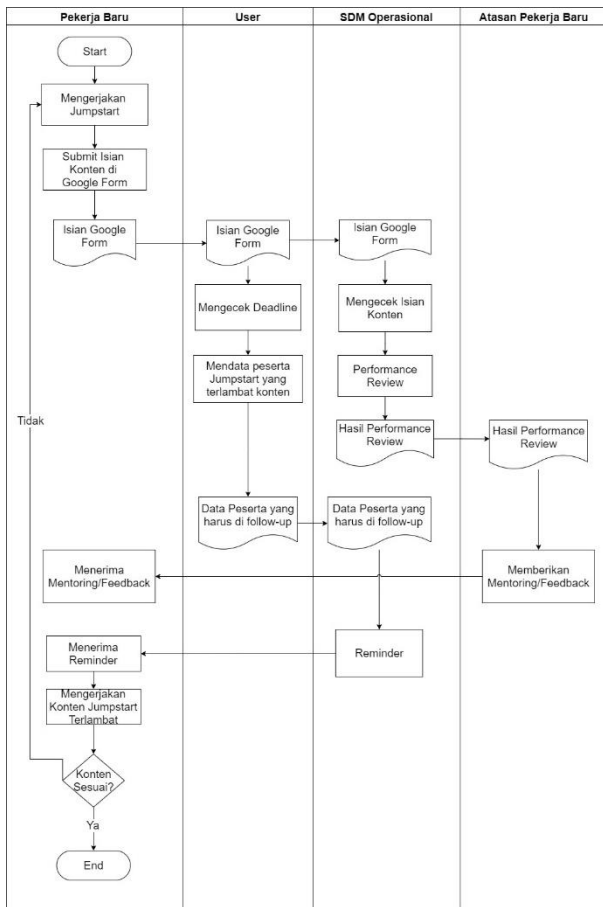 Pekerja Baru
User
SDM Operasional
Atasan Pekerja Baru
Start
Mengerjakan
Jumpstart
Submit Isian
Konten di
Google Form
Isian Google
Form
Isian Google
Form
Isian Google
Form
Mengecek Deadline
Mengecek Isian
Konten
Mendata peserta
Jumpstart yang
terlambat konten
Performance
Review
Tidak
Hasil Performance
Review
Hasil Performance
Review
Data Peserta yang
harus di follow-up
Data Peserta yang
harus di follow-up
Menerima
Mentoring/Feedback
Memberikan
Mentoring/Feedback
Menerima
Reminder
Reminder
Mengerjakan
Konten Jumpstart
Terlambat
Konten
Sesuai?
Ya
End